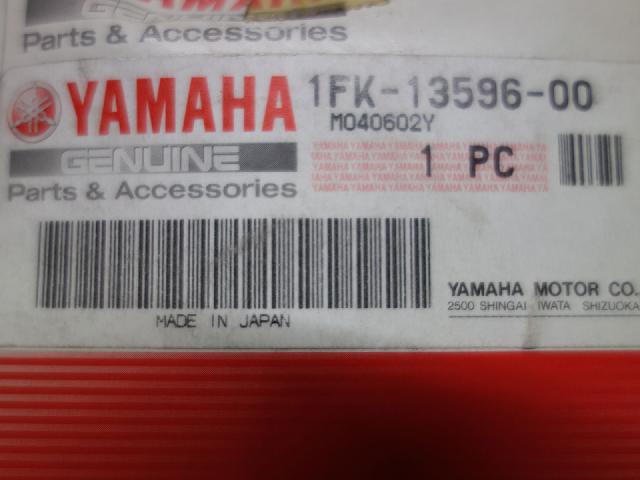 GENUINE
Parts & Accessories
YAMAHA
GENUINE
Parts & Accessories
1FK-13596-00
M040602Y
1 PC
MADE IN JAPAN
YAMAHA MOTOR CO.,
2500 SHINGAI IWATA SHIZUOKA